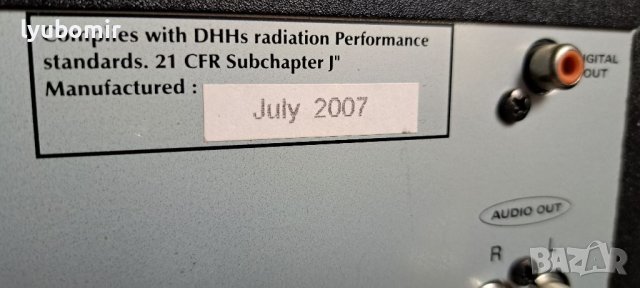 lyubomir
Complies with DHHs radiation Performance
standards. 21 CFR Subchapter J"
Manufactured :
July 2007
DIGITAL
OUT
AUDIO OUT
R L
BAZAR